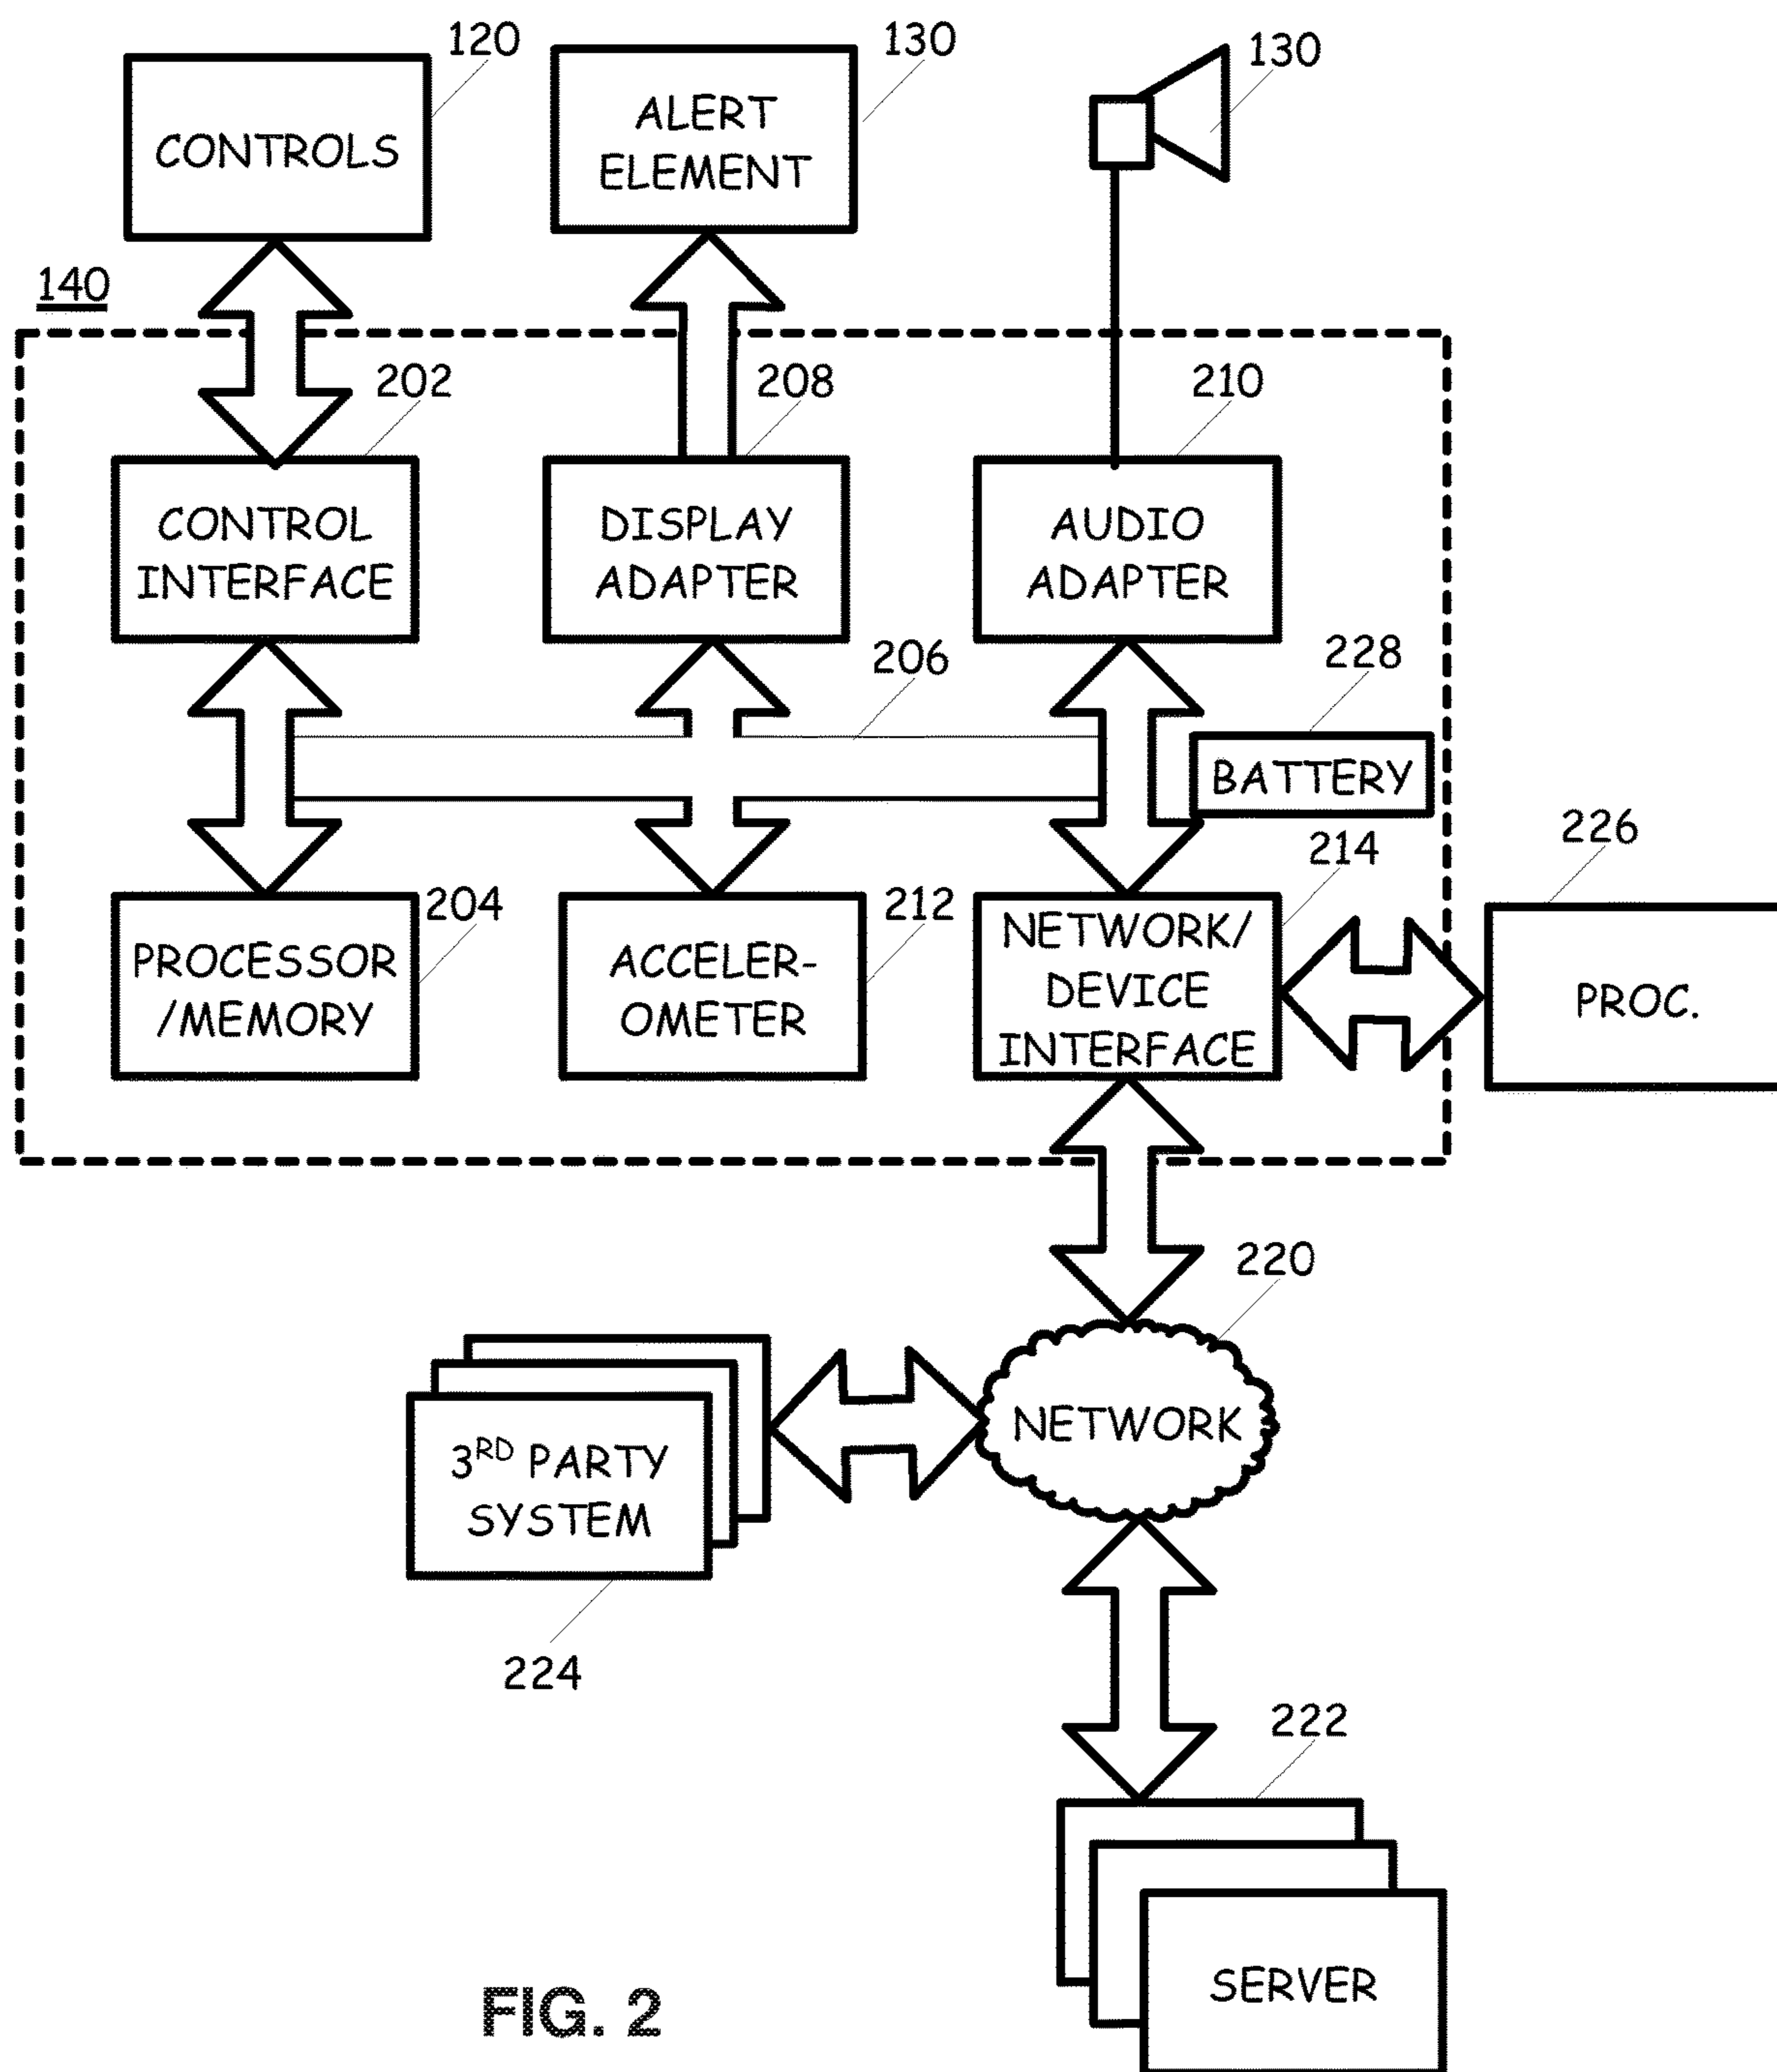 120
130
130
CONTROLS
ALERT
ELEMENT
140
202
208
210
CONTROL
INTERFACE
DISPLAY
ADAPTER
AUDIO
ADAPTER
206
228
BATTERY
226
214
204
212
PROCESSOR
/MEMORY
ACCELER-
OMETER
NETWORK/
DEVICE
INTERFACE
PROC.
220
NETWORK
3RD PARTY
SYSTEM
224
222
SERVER
FIG. 2